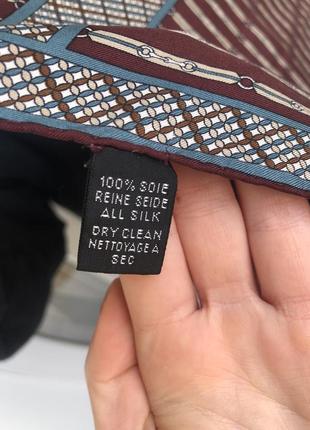 100% SOIE
REINE SEIDE
ALL SILK
DRY CLEAN
NETTOYAGE A
SEC